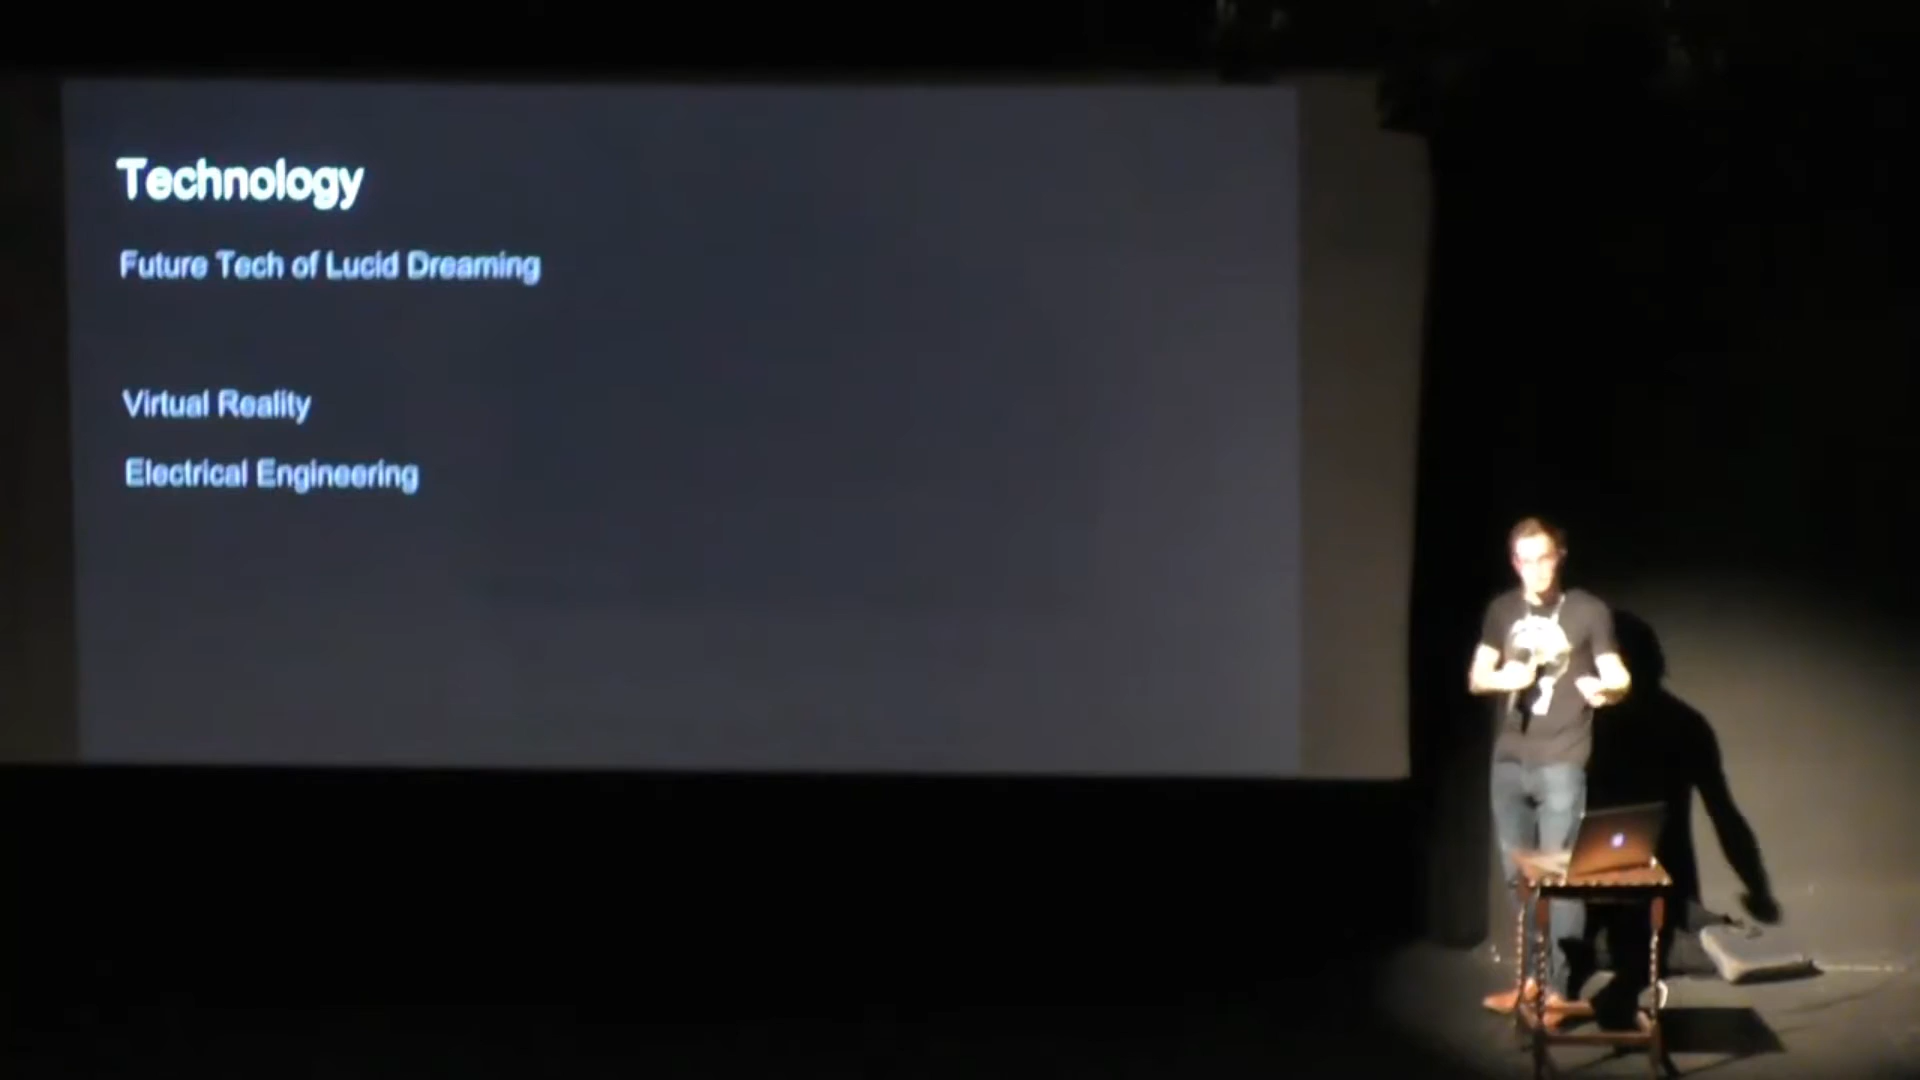 Technology
Future Tech of Lucid Dreaming
Virtual Reality
Electrical Engineering